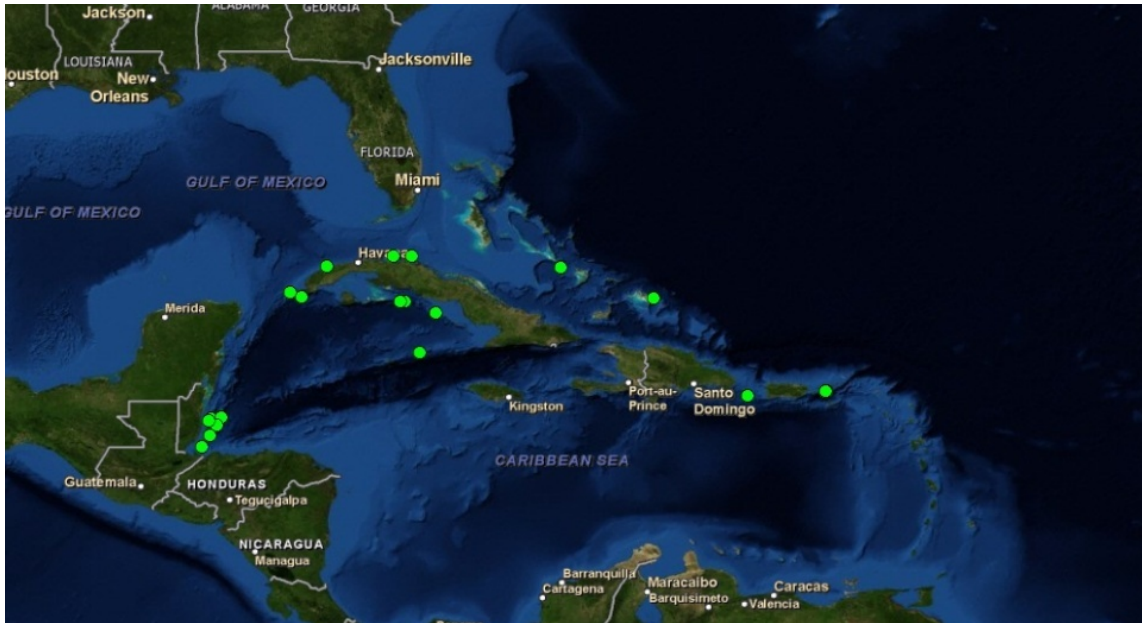 Jackson
ALABAMA
GEORGIA
LOUISIANA
Jacksonville
ouston
New
Orleans
FLORIDA
GULF OF MEXICO
Miami
GULF OF MEXICO
Havana
Merida
Port-au-
Prince
Santo
Domingo
Kingston
CARIBBEAN SEA
Guatemala
HONDURAS
Tegucigalpa
NICARAGUA
Managua
Barranquilla
Cartagena
Maracaibo
Caracas
Barquisimeto
Valencia